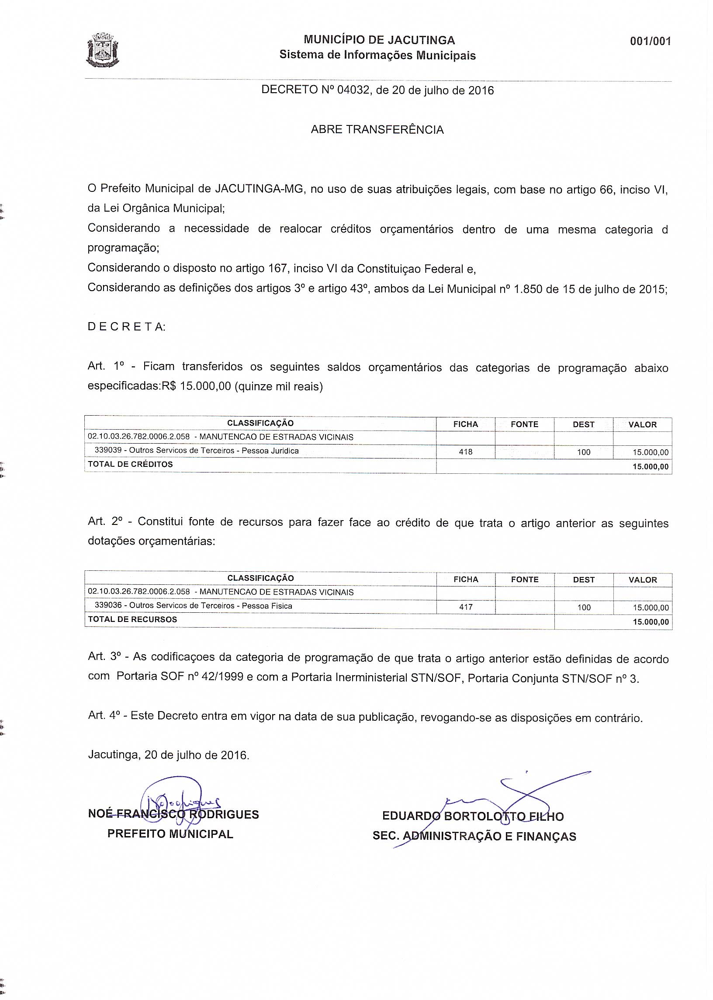 MUNICÍPIO DE JACUTINGA
001/001
Sistema de Informações Municipais
DECRETO Nº 04032, de 20 de julho de 2016
ABRE TRANSFERÊNCIA
O Prefeito Municipal de JACUTINGA-MG, no uso de suas atribuições legais, com base no artigo 66, inciso VI,
da Lei Orgânica Municipal;
Considerando a necessidade de realocar créditos orçamentários dentro de uma mesma categoria d
programação;
Considerando o disposto no artigo 167, inciso VI da Constituiçao Federal e,
Considerando as definições dos artigos 3º e artigo 43º, ambos da Lei Municipal nº 1.850 de 15 de julho de 2015;
D E C R E T A:
Art. 1º - Ficam transferidos os seguintes saldos orçamentários das categorias de programação abaixo
especificadas:R$ 15.000,00 (quinze mil reais)
CLASSIFICAÇÃO FICHA FONTE DEST VALOR
02.10.03.26.782.0006.2.058 - MANUTENCAO DE ESTRADAS VICINAIS
339039 - Outros Servicos de Terceiros - Pessoa Juridica 418 100 15.000,00
TOTAL DE CRÉDITOS 15.000,00
Art. 2º - Constitui fonte de recursos para fazer face ao crédito de que trata o artigo anterior as seguintes
dotações orçamentárias:
CLASSIFICAÇÃO FICHA FONTE DEST VALOR
02.10.03.26.782.0006.2.058 - MANUTENCAO DE ESTRADAS VICINAIS
339036 - Outros Servicos de Terceiros - Pessoa Fisica 417 100 15.000,00
TOTAL DE RECURSOS 15.000,00
Art. 3º - As codificaçoes da categoria de programação de que trata o artigo anterior estão definidas de acordo
com Portaria SOF nº 42/1999 e com a Portaria Inerministerial STN/SOF, Portaria Conjunta STN/SOF nº 3.
Art. 4º - Este Decreto entra em vigor na data de sua publicação, revogando-se as disposições em contrário.
Jacutinga, 20 de julho de 2016.
NOÉ FRANCISCO RODRIGUES
PREFEITO MUNICIPAL
EDUARDO BORTOLOTTO FILHO
SEC. ADMINISTRAÇÃO E FINANÇAS